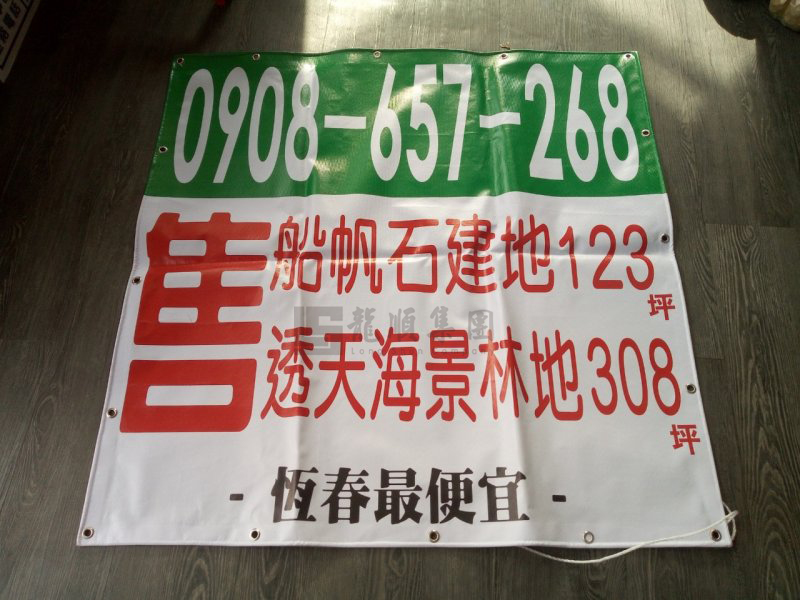 0908-657-268
售
船帆石建地123坪
透天海景林地308坪
龍順集團
- 恆春最便宜 -